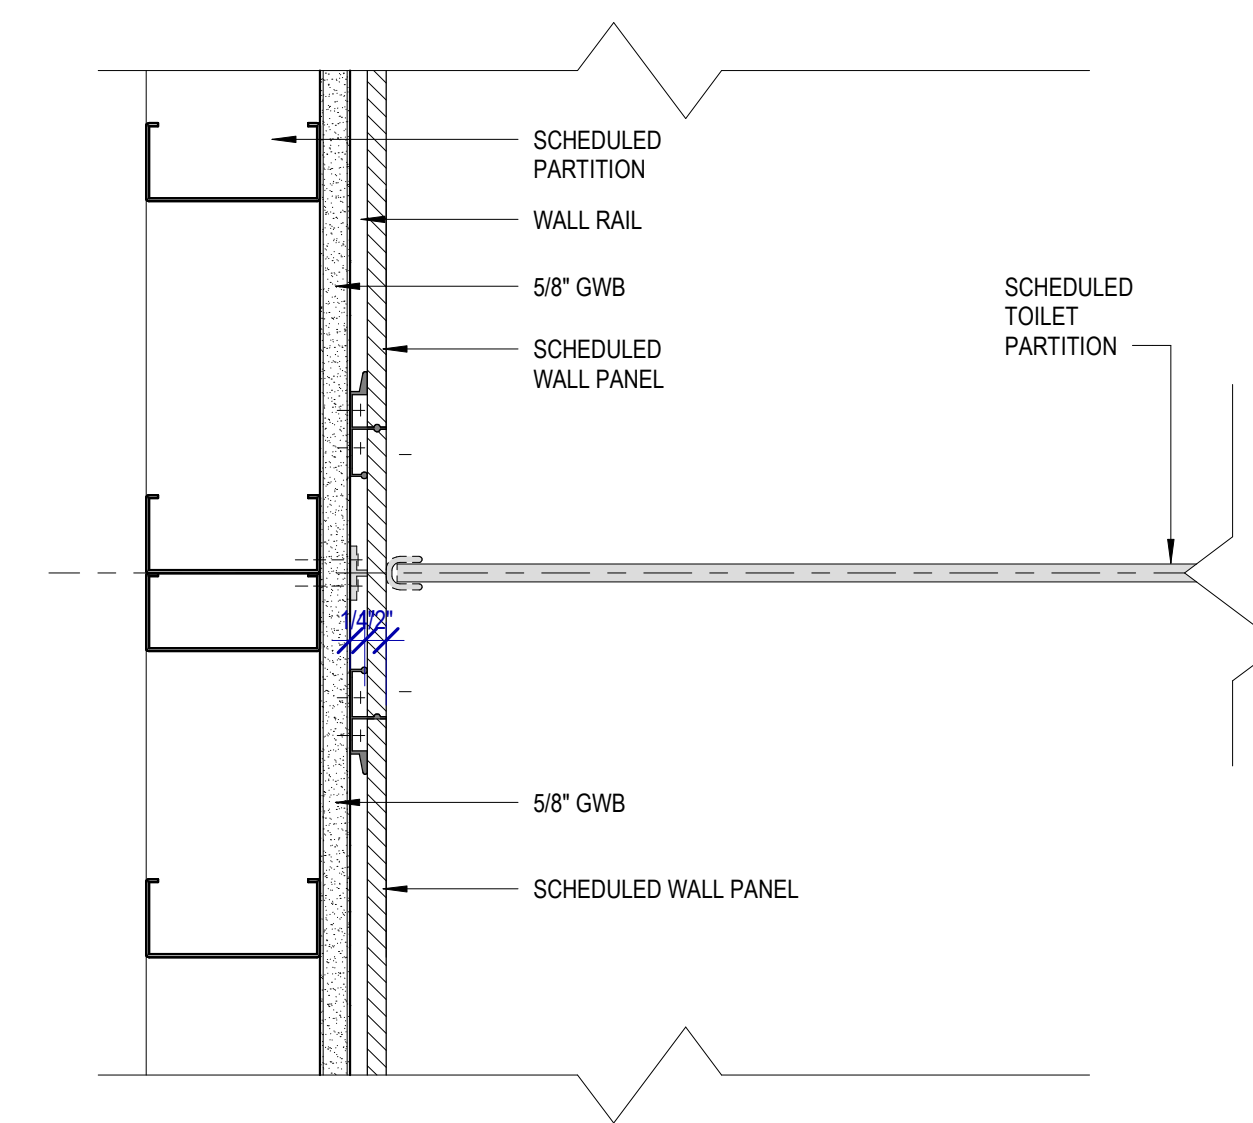 SCHEDULED
PARTITION
WALL RAIL
5/8" GWB
SCHEDULED
WALL PANEL
SCHEDULED
TOILET
PARTITION
5/8" GWB
SCHEDULED WALL PANEL